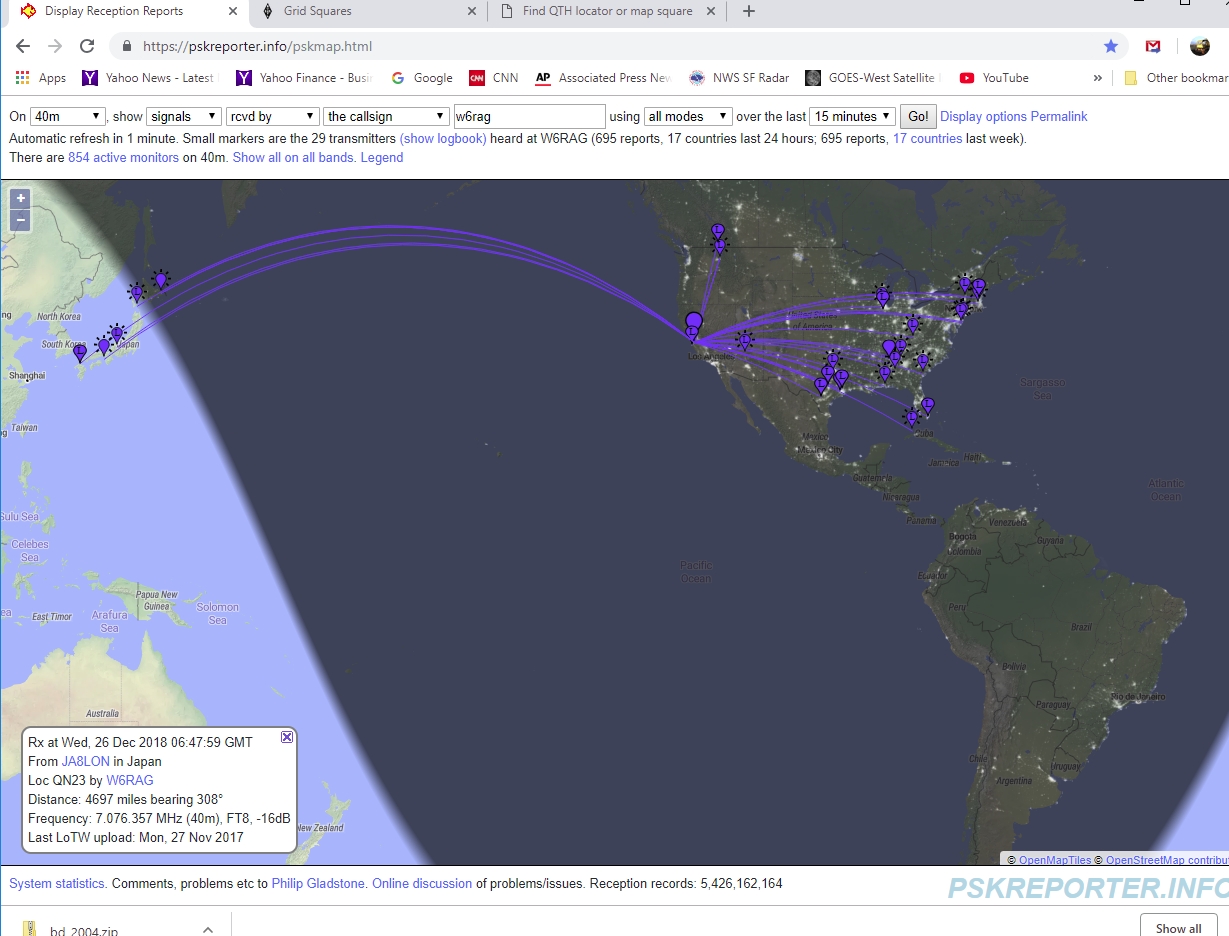 Display Reception Reports
Grid Squares
Find QTH locator or map square
https://pskreporter.info/pskmap.html
Apps Yahoo News - Latest Yahoo Finance - Busi Google CNN Associated Press New NWS SF Radar GOES-West Satellite YouTube » Other bookmar
On 40m , show signals rcvd by the callsign w6rag using all modes over the last 15 minutes Go! Display options Permalink
Automatic refresh in 1 minute. Small markers are the 29 transmitters (show logbook) heard at W6RAG (695 reports, 17 countries last 24 hours; 695 reports, 17 countries last week).
There are 854 active monitors on 40m. Show all on all bands. Legend
+
−
North Korea
South Korea
Japan
Shanghai
Taiwan
Sulu Sea
Celebes Sea
East Timor
Arafura Sea
Papua New Guinea
Solomon Sea
Australia
New Zealand
Pacific Ocean
United States of America
Los Angeles
Mexico
Mexico City
Cuba
Jamaica
Haiti
Guatemala
Nicaragua
Panama
Sargasso Sea
Atlantic Ocean
Venezuela
Bogota
Colombia
Guyana
Ecuador
Peru
Brazil
Bolivia
Rio de Janeiro
Paraguay
Chile
Uruguay
Argentina
Rx at Wed, 26 Dec 2018 06:47:59 GMT
From JA8LON in Japan
Loc QN23 by W6RAG
Distance: 4697 miles bearing 308°
Frequency: 7.076.357 MHz (40m), FT8, -16dB
Last LoTW upload: Mon, 27 Nov 2017
© OpenMapTiles © OpenStreetMap contribut
System statistics. Comments, problems etc to Philip Gladstone. Online discussion of problems/issues. Reception records: 5,426,162,164
PSKREPORTER.INFO
bd_2004.zip
Show all